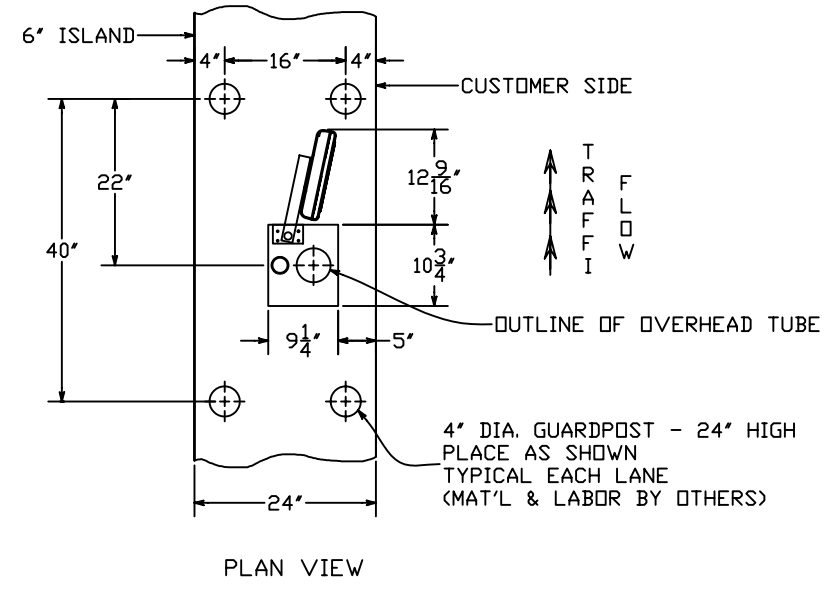 6" ISLAND
4" 16" 4"
CUSTOMER SIDE
22"
12 9/16"
TRAFFI
FLOW
40"
10 3/4"
OUTLINE OF OVERHEAD TUBE
9 1/4"
5"
4" DIA. GUARDPOST - 24" HIGH
PLACE AS SHOWN
TYPICAL EACH LANE
(MAT'L & LABOR BY OTHERS)
24"
PLAN VIEW